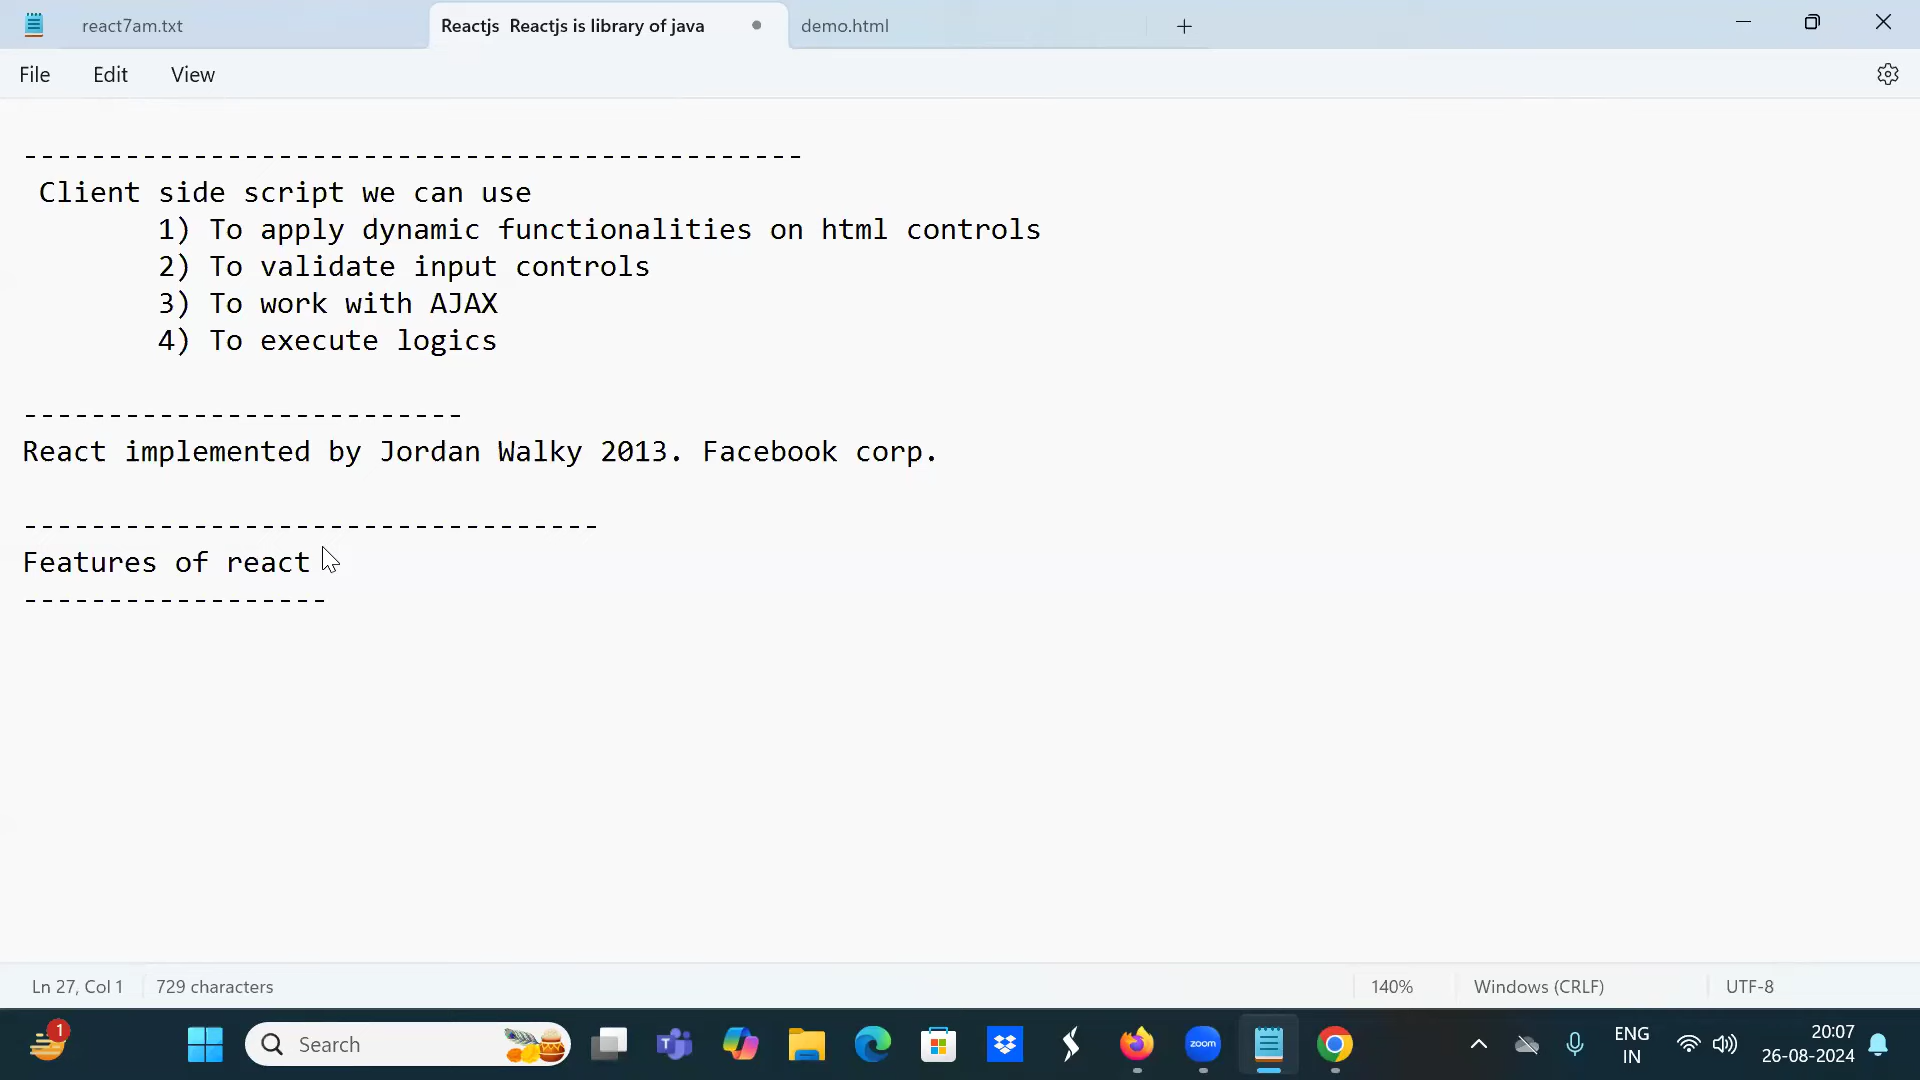 react7am.txt
Reactjs  Reactjs is library of java
demo.html
File Edit View
----------------------------------------------
Client side script we can use
1) To apply dynamic functionalities on html controls
2) To validate input controls
3) To work with AJAX
4) To execute logics
--------------------------
React implemented by Jordan Walky 2013. Facebook corp.
----------------------------------
Features of react
------------------
Ln 27, Col 1 729 characters 140% Windows (CRLF) UTF-8
1 Search zoom ENG 20:07
IN 26-08-2024